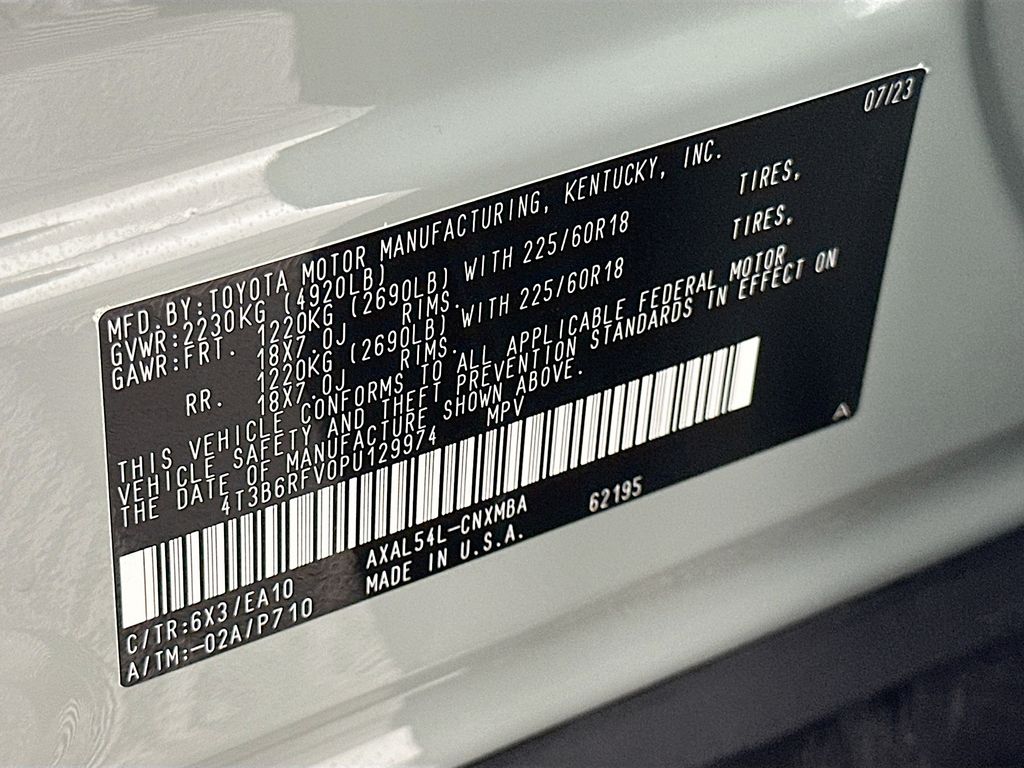 07/23
MFD.BY:TOYOTA MOTOR MANUFACTURING, KENTUCKY, INC.
GVWR:2230KG (4920LB)
GAWR:FRT. 1220KG (2690LB) WITH 225/60R18 TIRES,
18X7.0J RIMS.
RR. 1220KG (2690LB) WITH 225/60R18 TIRES,
18X7.0J RIMS.
THIS VEHICLE CONFORMS TO ALL APPLICABLE FEDERAL MOTOR
VEHICLE SAFETY AND THEFT PREVENTION STANDARDS IN EFFECT ON
THE DATE OF MANUFACTURE SHOWN ABOVE.
4T3B6RFV0PU129974 MPV
C/TR:6X3/EA10 AXAL54L-CNXMBA 62195
A/TM:-02A/P710 MADE IN U.S.A.
A